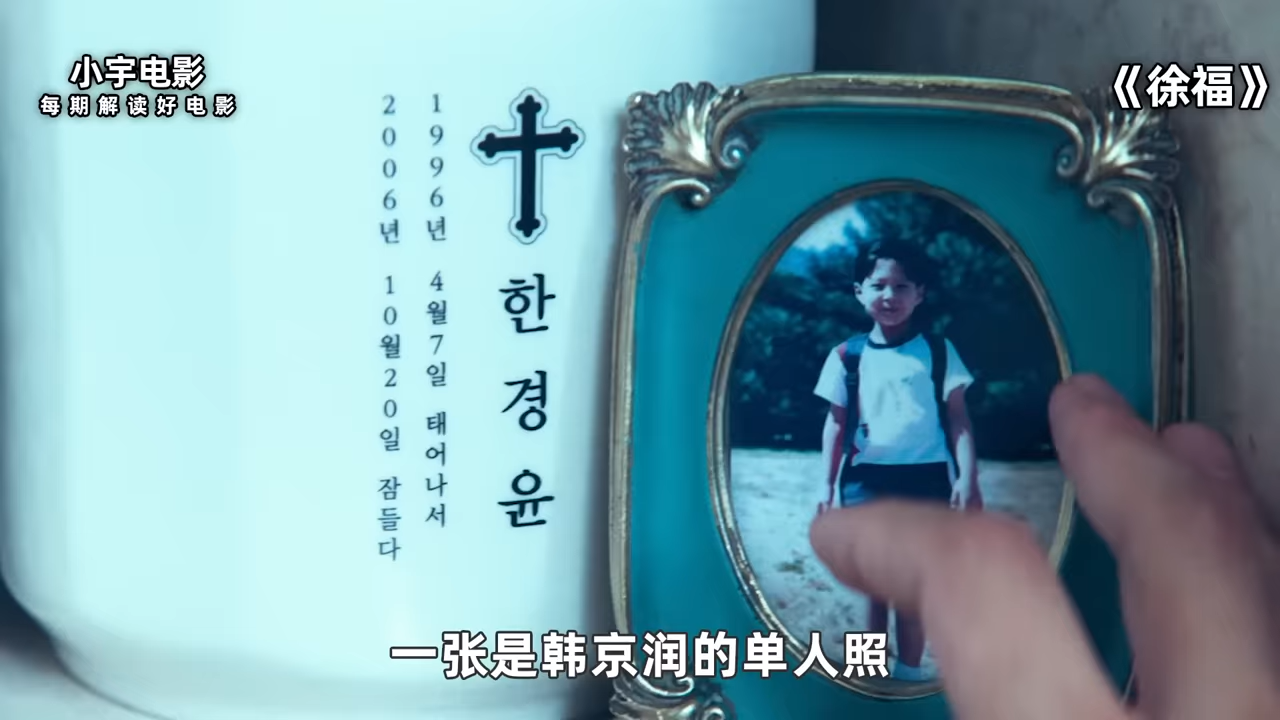 小宇电影
每期解读好电影
《徐福》
한경윤
1996년 4월7일 태어나서
2006년 10월20일 잠들다
一张是韩京润的单人照